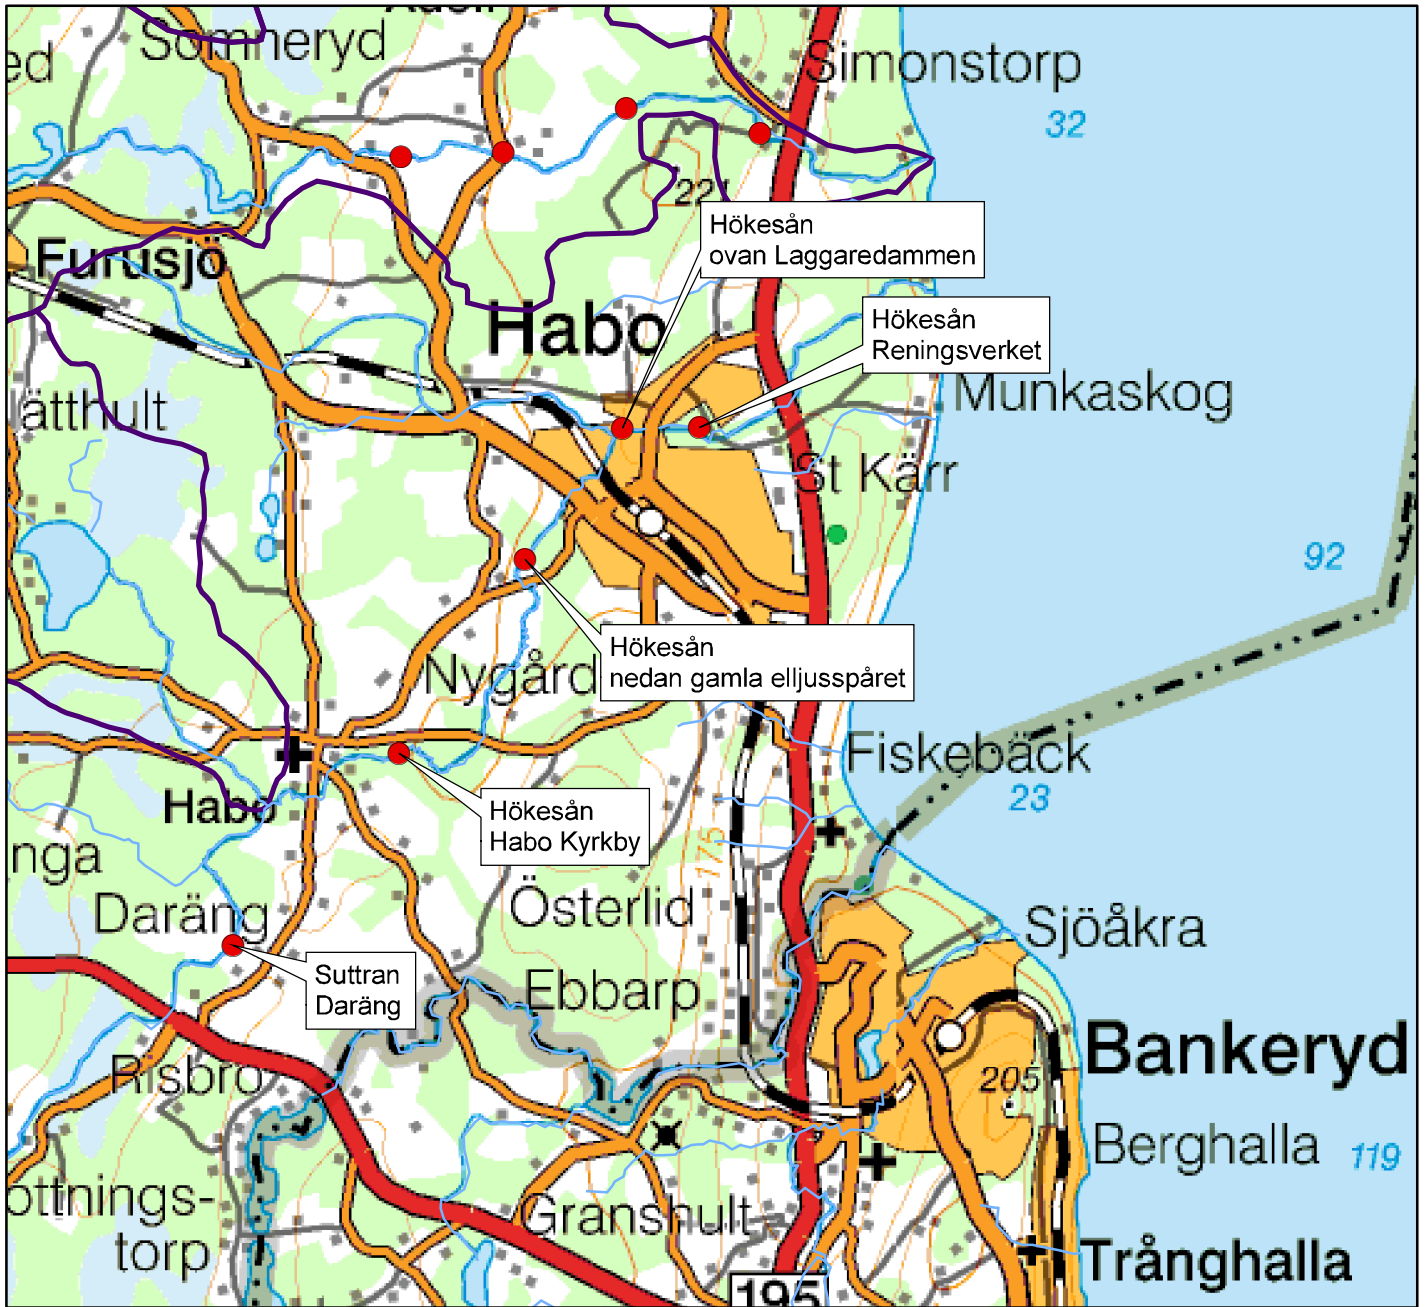 Somneryd
ed
Simonstorp
32
221
Hökesån
ovan Laggaredammen
Furusjö
Habo
Hökesån
Reningsverket
Munkaskog
ätthult
St Kärr
92
Hökesån
nedan gamla elljusspåret
Nygård
Fiskebäck
23
Habo
Hökesån
Habo Kyrkby
175
nga
Österlid
Daräng
Sjöåkra
Suttran
Daräng
Ebbarp
Bankeryd
Risbro
205
Berghalla
119
ottnings-
torp
Granshult
Trånghalla
195